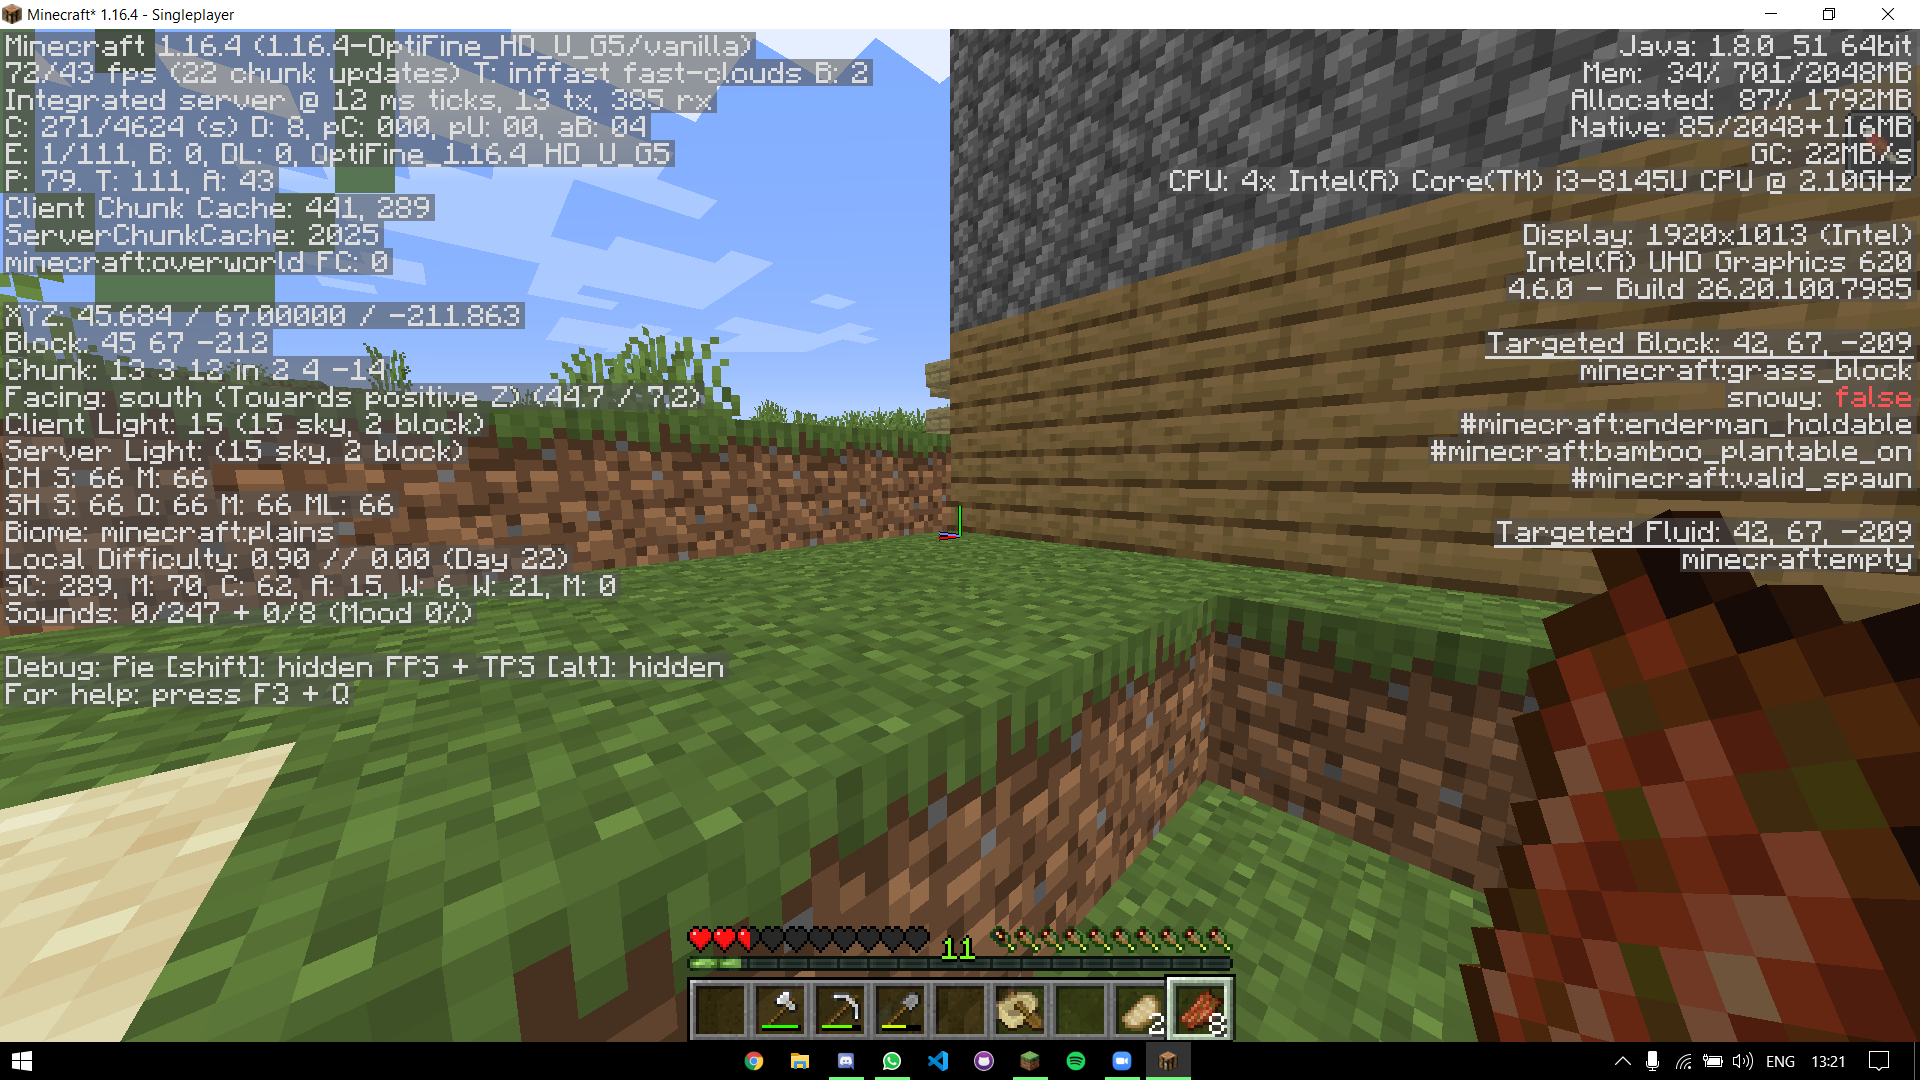 Minecraft* 1.16.4 - Singleplayer
Minecraft 1.16.4 (1.16.4-OptiFine_HD_U_G5/vanilla)
72/43 fps (22 chunk updates) T: inffast fast-clouds B: 2
Integrated server @ 12 ms ticks, 13 tx, 385 rx
C: 271/4624 (s) D: 8, pC: 000, pU: 00, aB: 04
E: 1/111, B: 0, DL: 0, OptiFine_1.16.4_HD_U_G5
P: 79. T: 111, A: 43
Client Chunk Cache: 441, 289
ServerChunkCache: 2025
minecraft:overworld FC: 0
XYZ: 45.684 / 67.00000 / -211.863
Block: 45 67 -212
Chunk: 13 3 12 in 2 4 -14
Facing: south (Towards positive Z) (44.7 / 7.2)
Client Light: 15 (15 sky, 2 block)
Server Light: (15 sky, 2 block)
CH S: 66 M: 66
SH S: 66 O: 66 M: 66 ML: 66
Biome: minecraft:plains
Local Difficulty: 0.90 // 0.00 (Day 22)
SC: 289, M: 70, C: 62, A: 15, W: 6, W: 21, M: 0
Sounds: 0/247 + 0/8 (Mood 0%)
Debug: Pie [shift]: hidden FPS + TPS [alt]: hidden
For help: press F3 + Q
Java: 1.8.0_51 64bit
Mem: 34% 701/2048MB
Allocated: 87% 1792MB
Native: 85/2048+116MB
GC: 22MB/s
CPU: 4x Intel(R) Core(TM) i3-8145U CPU @ 2.10GHz
Display: 1920x1013 (Intel)
Intel(R) UHD Graphics 620
4.6.0 - Build 26.20.100.7985
Targeted Block: 42, 67, -209
minecraft:grass_block
snowy: false
#minecraft:enderman_holdable
#minecraft:bamboo_plantable_on
#minecraft:valid_spawn
Targeted Fluid: 42, 67, -209
minecraft:empty
11
2
8
ENG
13:21